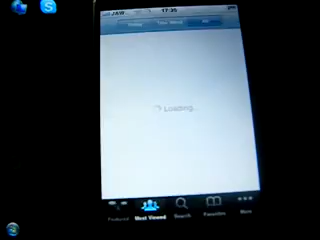 17:35
Today This Week All
Loading...
Featured Most Viewed Search Favorites More